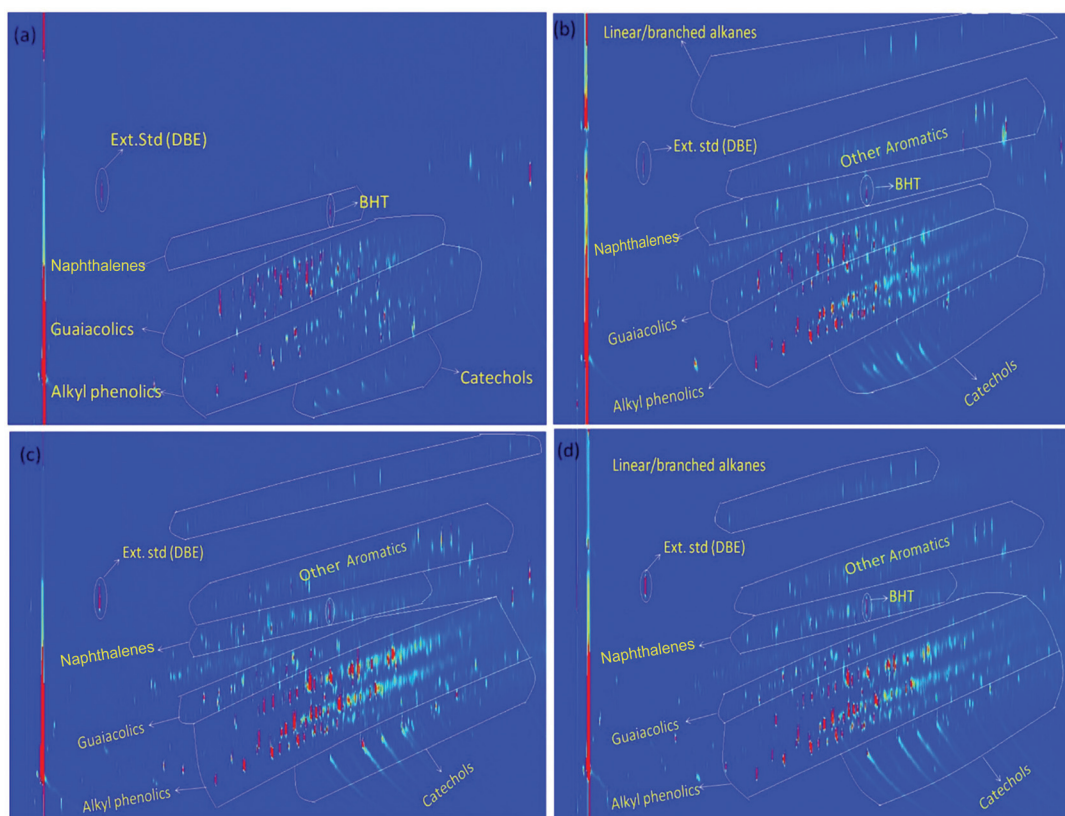 (a)
Ext.Std (DBE)
BHT
Naphthalenes
Guaiacolics
Alkyl phenolics
Catechols
(b)
Linear/branched alkanes
Ext. std (DBE)
Other Aromatics
BHT
Naphthalenes
Guaiacolics
Alkyl phenolics
Catechols
(c)
Ext. std (DBE)
Other Aromatics
Naphthalenes
Guaiacolics
Alkyl phenolics
Catechols
(d)
Linear/branched alkanes
Ext. std (DBE)
Other Aromatics
BHT
Naphthalenes
Guaiacolics
Alkyl phenolics
Catechols